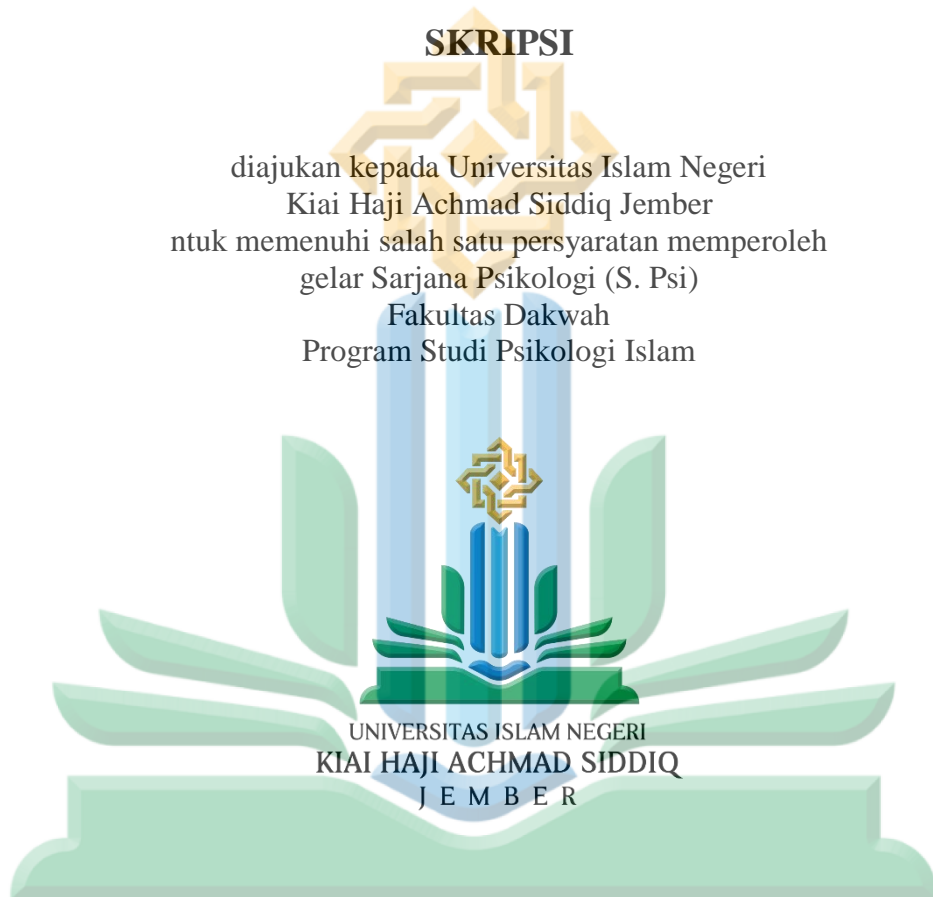 SKRIPSI
diajukan kepada Universitas Islam Negeri
Kiai Haji Achmad Siddiq Jember
ntuk memenuhi salah satu persyaratan memperoleh
gelar Sarjana Psikologi (S. Psi)
Fakultas Dakwah
Program Studi Psikologi Islam
UNIVERSITAS ISLAM NEGERI
KIAI HAJI ACHMAD SIDDIQ
J E M B E R